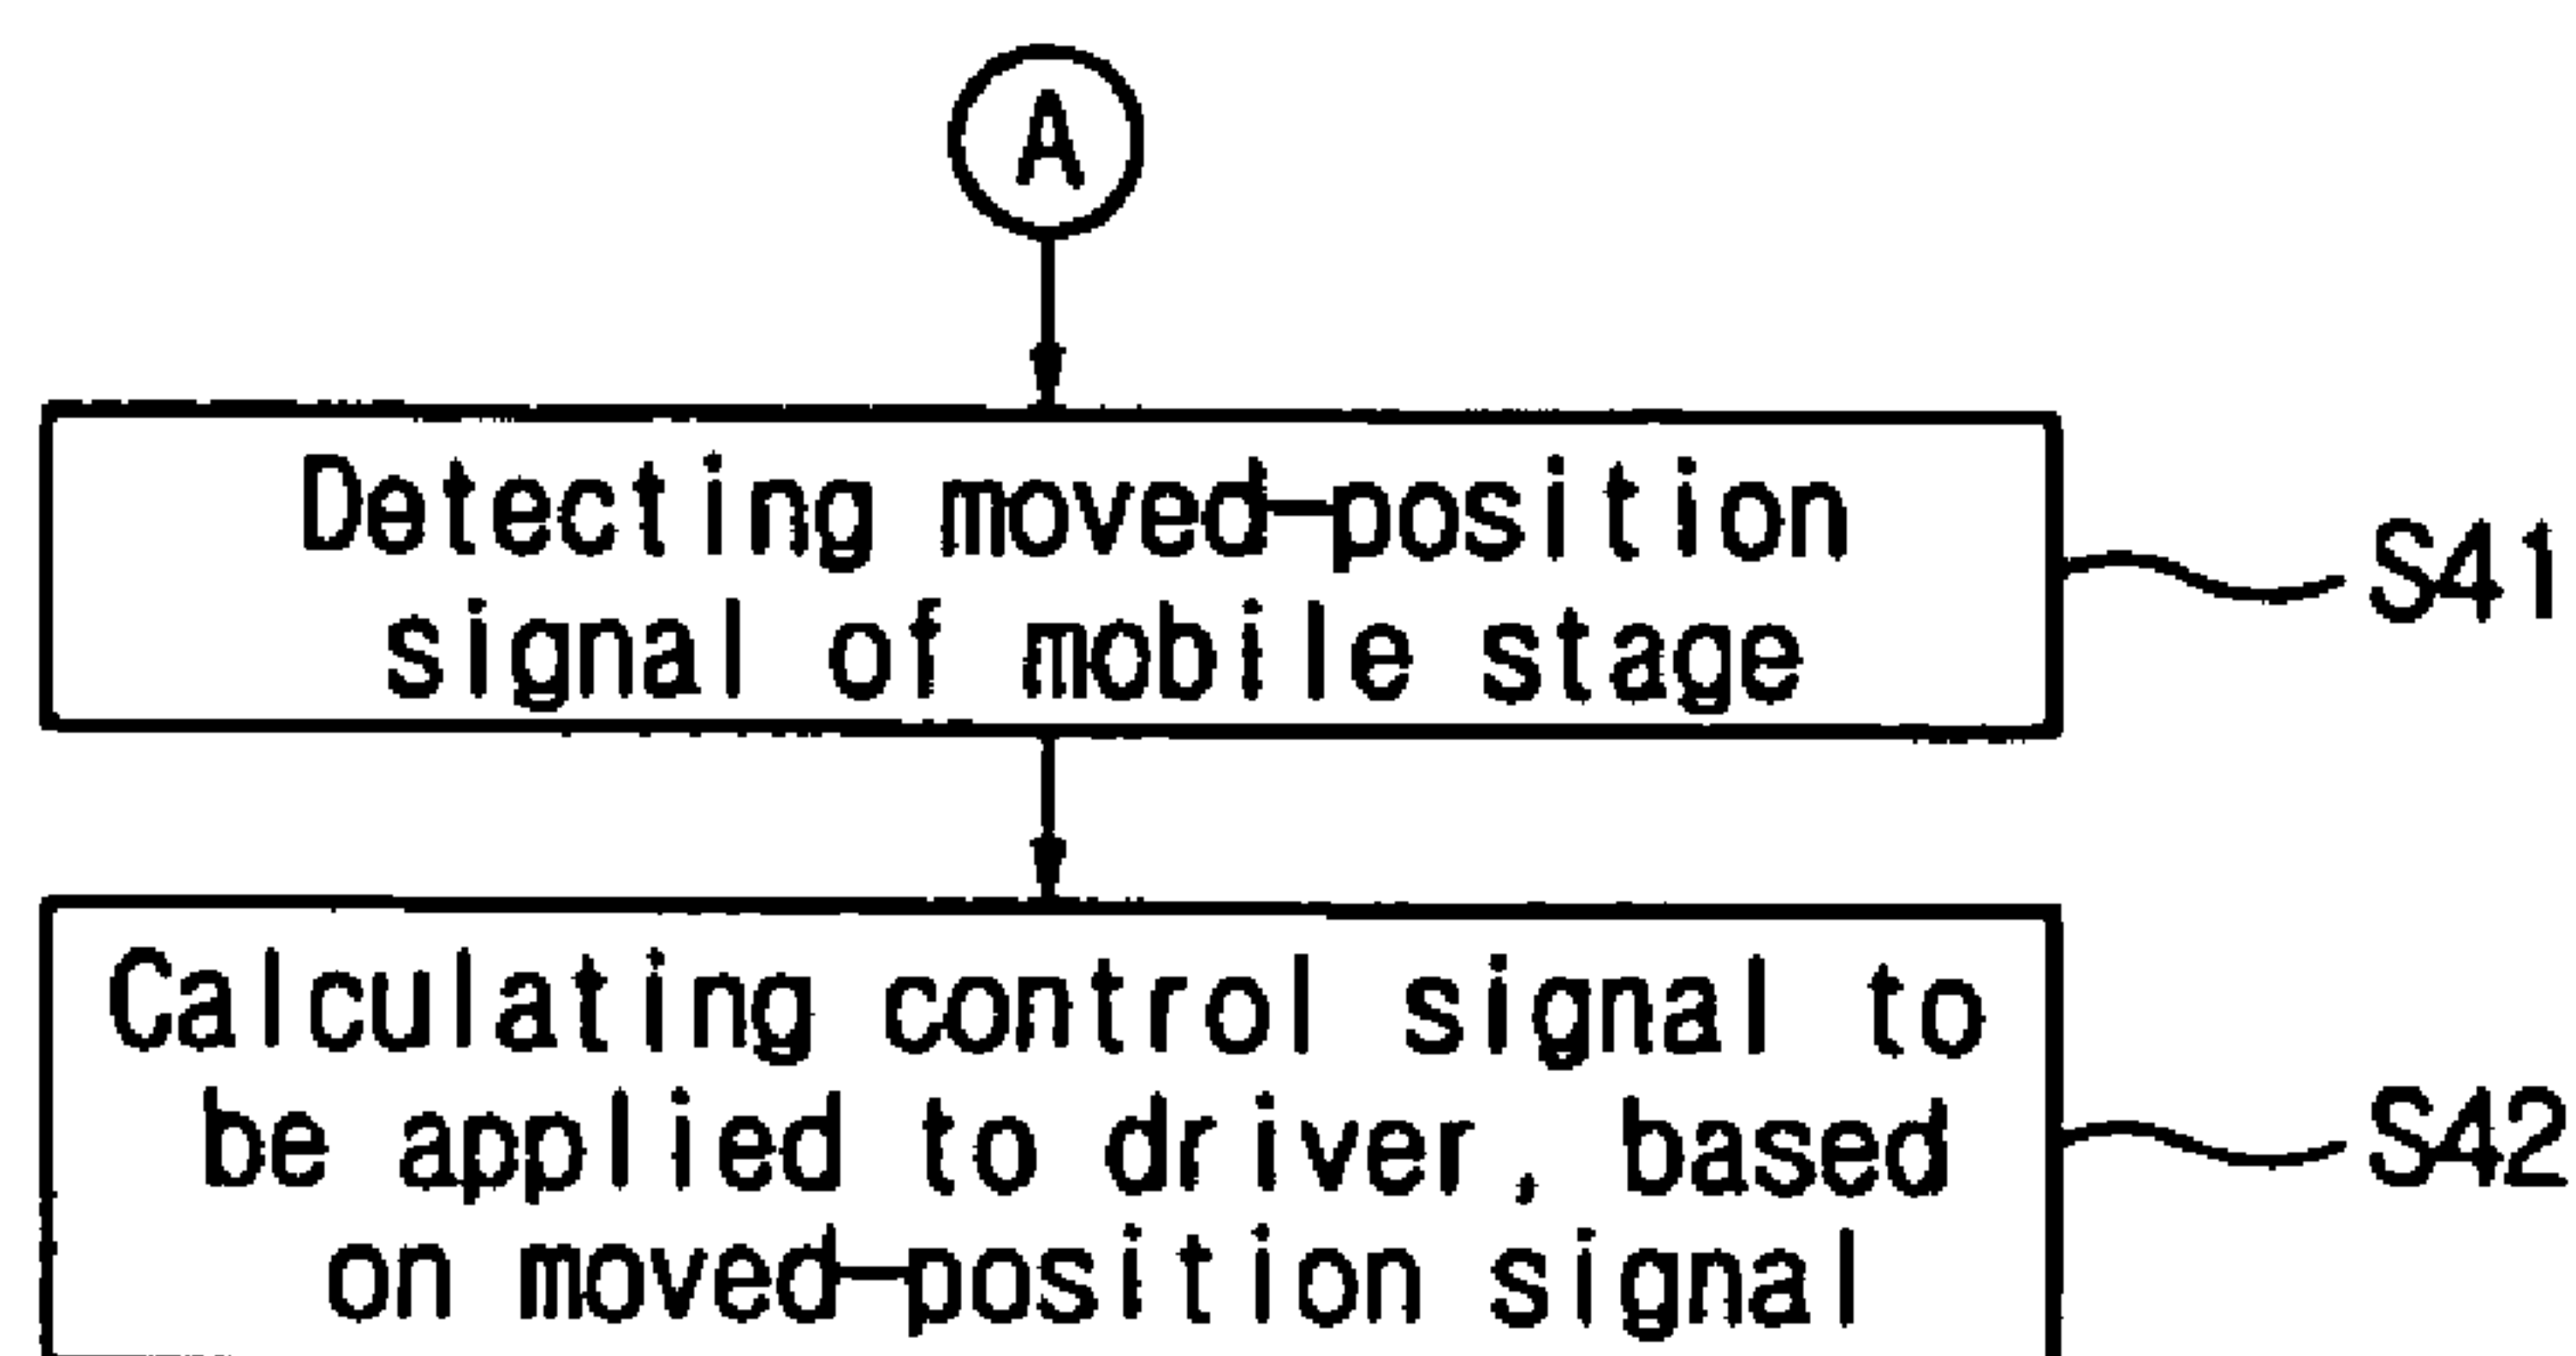 A
Detecting moved-position
signal of mobile stage
S41
Calculating control signal to
be applied to driver, based
on moved-position signal
S42